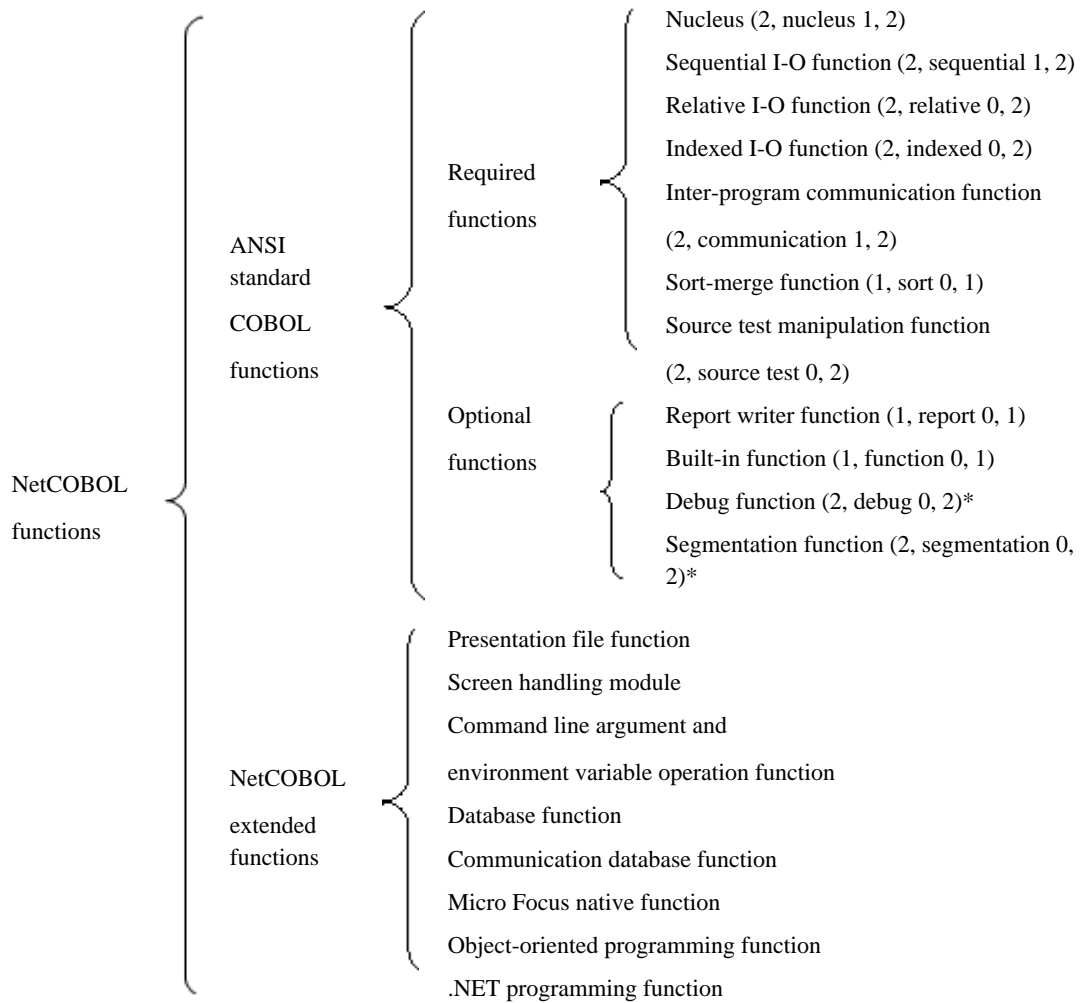 NetCOBOL
functions
ANSI
standard
COBOL
functions
Required
functions
Nucleus (2, nucleus 1, 2)
Sequential I-O function (2, sequential 1, 2)
Relative I-O function (2, relative 0, 2)
Indexed I-O function (2, indexed 0, 2)
Inter-program communication function
(2, communication 1, 2)
Sort-merge function (1, sort 0, 1)
Source test manipulation function
(2, source test 0, 2)
Optional
functions
Report writer function (1, report 0, 1)
Built-in function (1, function 0, 1)
Debug function (2, debug 0, 2)*
Segmentation function (2, segmentation 0,
2)*
NetCOBOL
extended
functions
Presentation file function
Screen handling module
Command line argument and
environment variable operation function
Database function
Communication database function
Micro Focus native function
Object-oriented programming function
.NET programming function